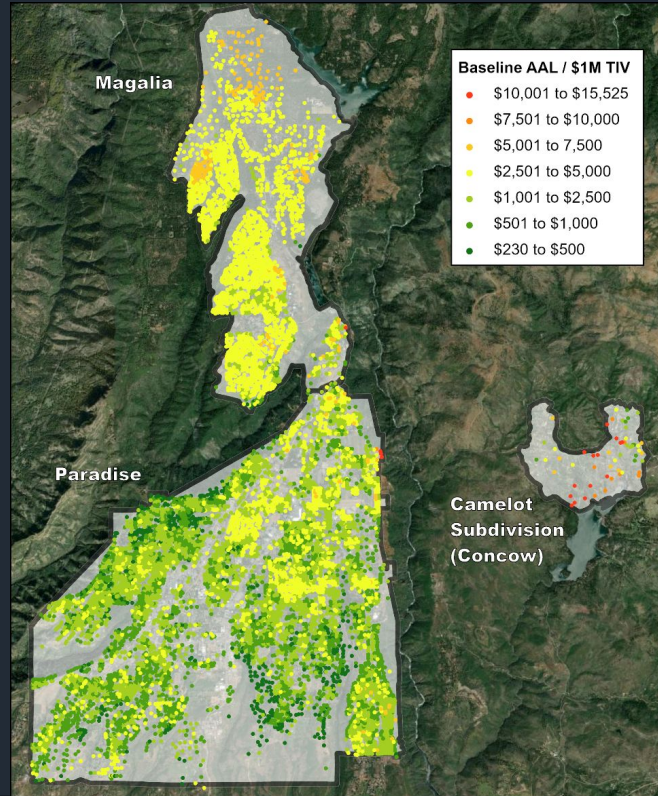 Magalia
Baseline AAL / $1M TIV
$10,001 to $15,525
$7,501 to $10,000
$5,001 to 7,500
$2,501 to $5,000
$1,001 to $2,500
$501 to $1,000
$230 to $500
Paradise
Camelot
Subdivision
(Concow)